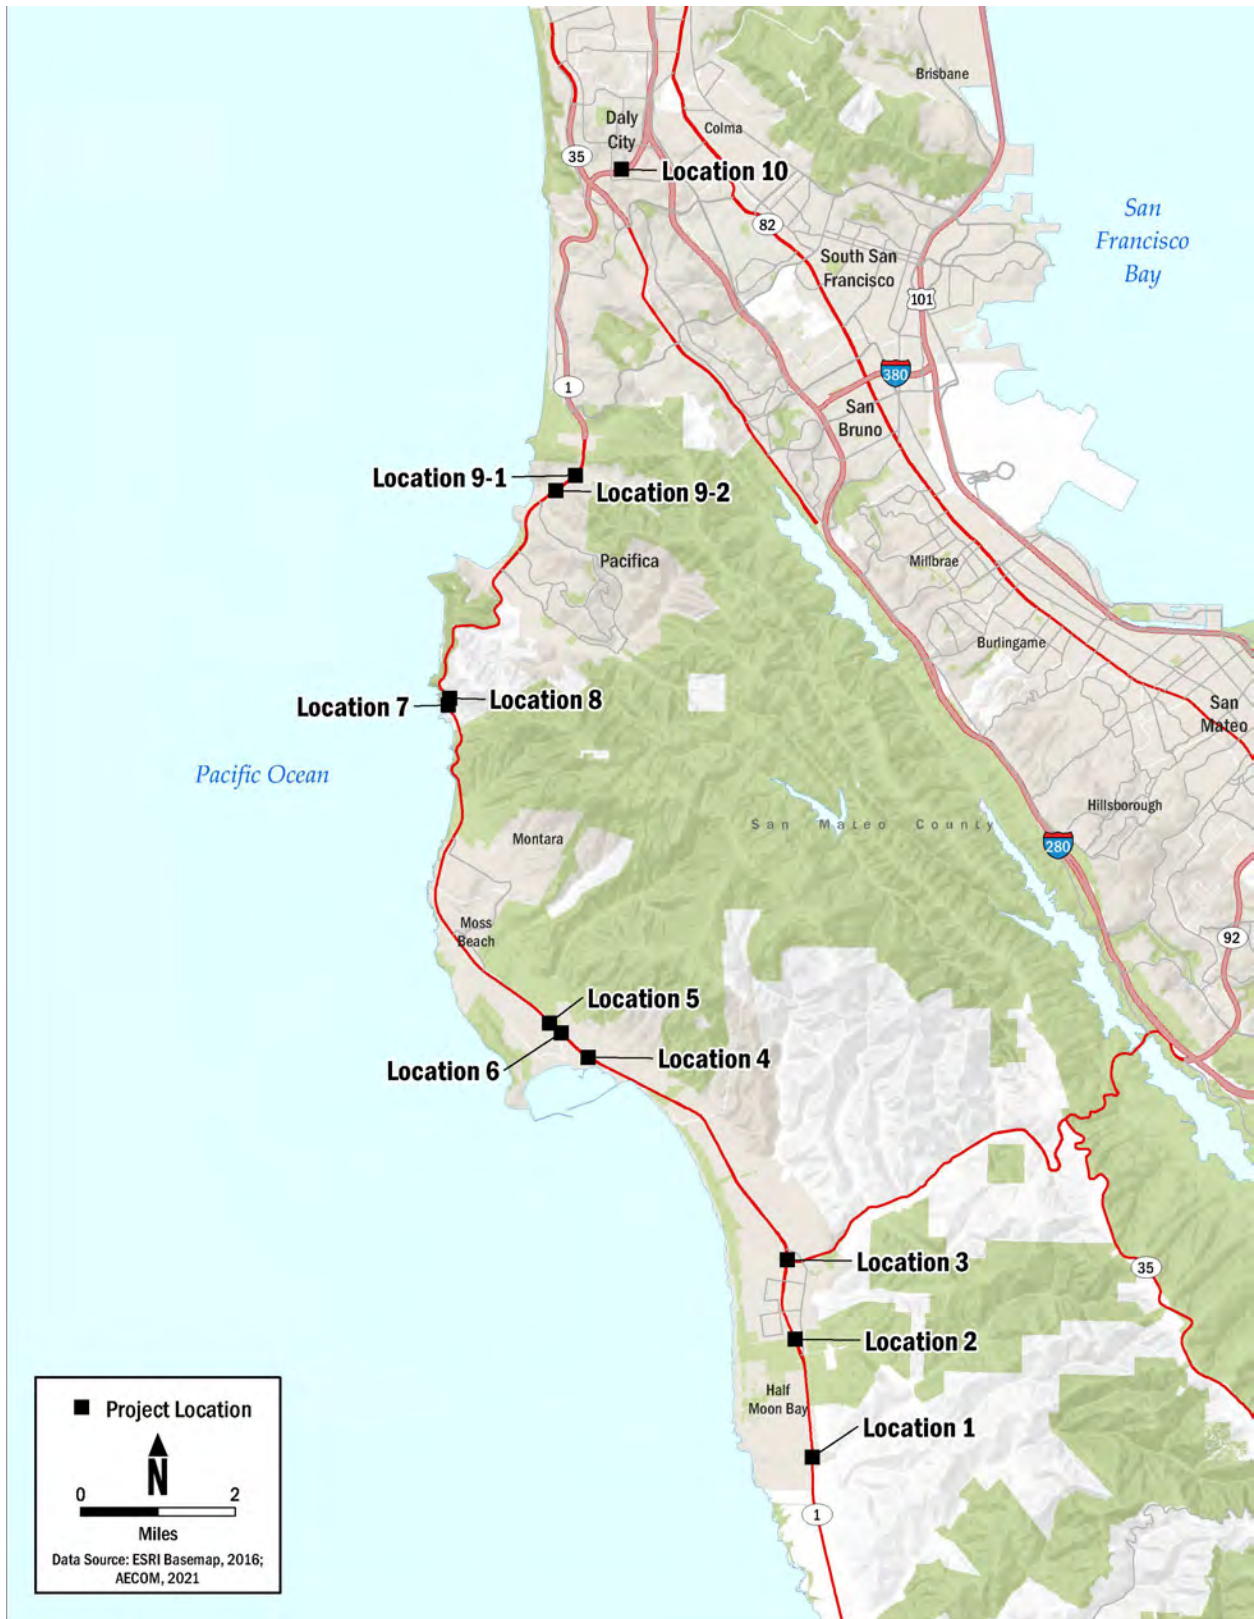 Brisbane
Daly
City
Colma
35
Location 10
82
San
Francisco
Bay
South San
Francisco
101
380
1
San
Bruno
Location 9-1
Location 9-2
Pacifica
Millbrae
Burlingame
Location 8
Location 7
San
Mateo
Pacific Ocean
Hillsborough
San Mateo County
Montara
280
Moss
Beach
92
Location 5
Location 4
Location 6
Location 3
35
Location 2
Half
Moon Bay
Location 1
1
Project Location
N
0 2
Miles
Data Source: ESRI Basemap, 2016;
AECOM, 2021